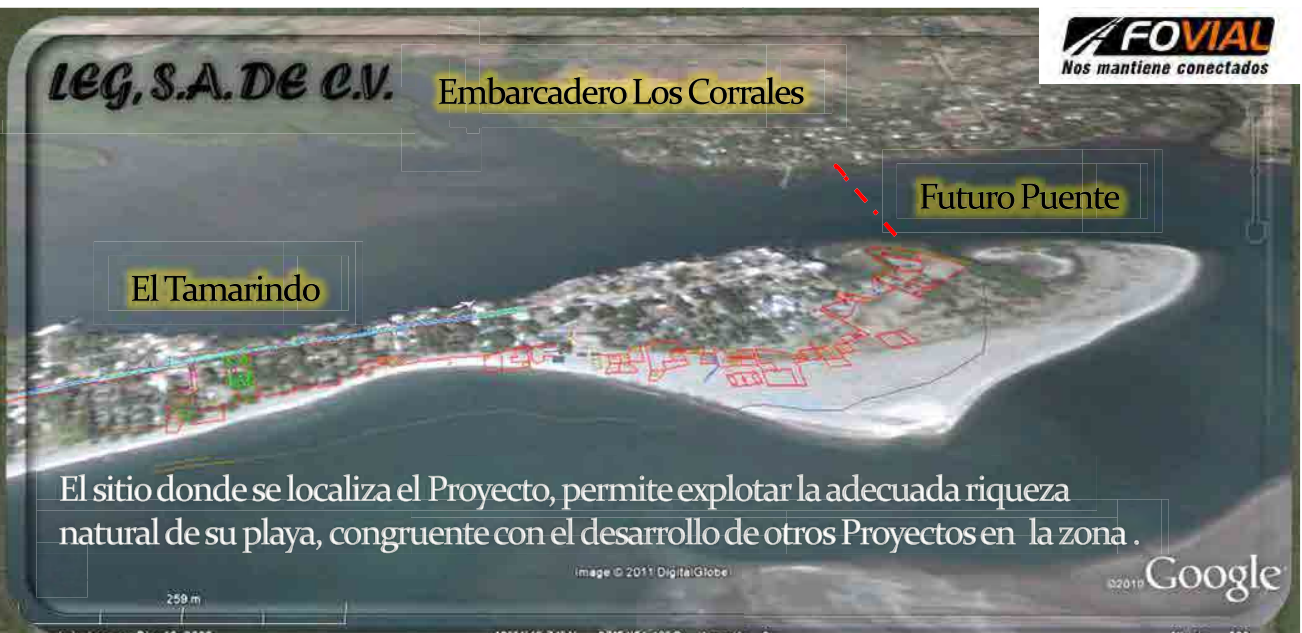 FOVIAL
Nos mantiene conectados
LEG, S.A. DE C.V.
Embarcadero Los Corrales
Futuro Puente
El Tamarindo
El sitio donde se localiza el Proyecto, permite explotar la adecuada riqueza
natural de su playa, congruente con el desarrollo de otros Proyectos en la zona .
Image © 2011 DigitalGlobe
©2010 Google
259 m